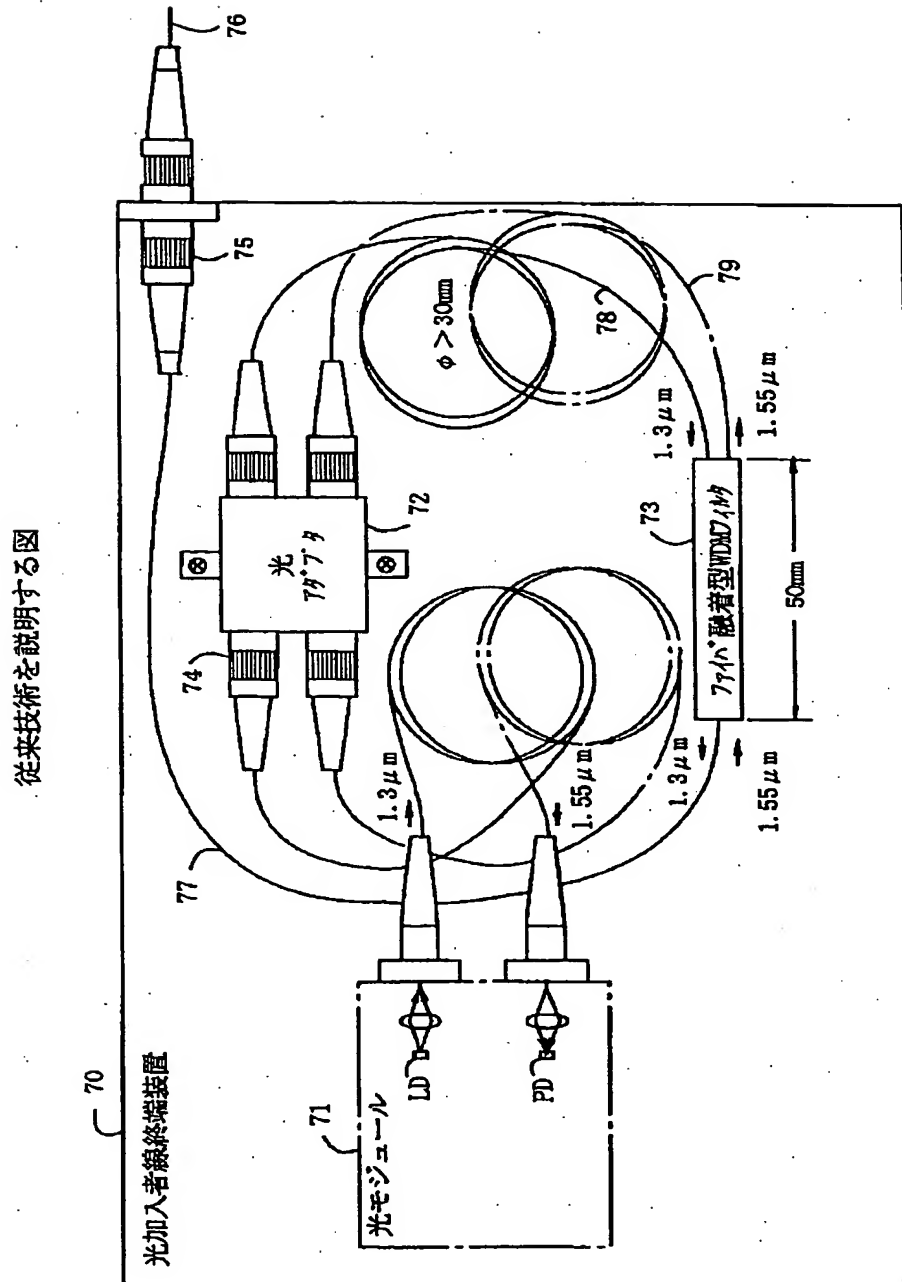 従来技術を説明する図
70
光加入者線終端装置
71
光モジュール
LD
PD
77
74
光
アダプタ
72
75
76
1.3μm
1.55μm
φ>30mm
78
79
1.3μm
1.55μm
73
ファイバ融着型WDMフィルタ
50mm
1.3μm
1.55μm